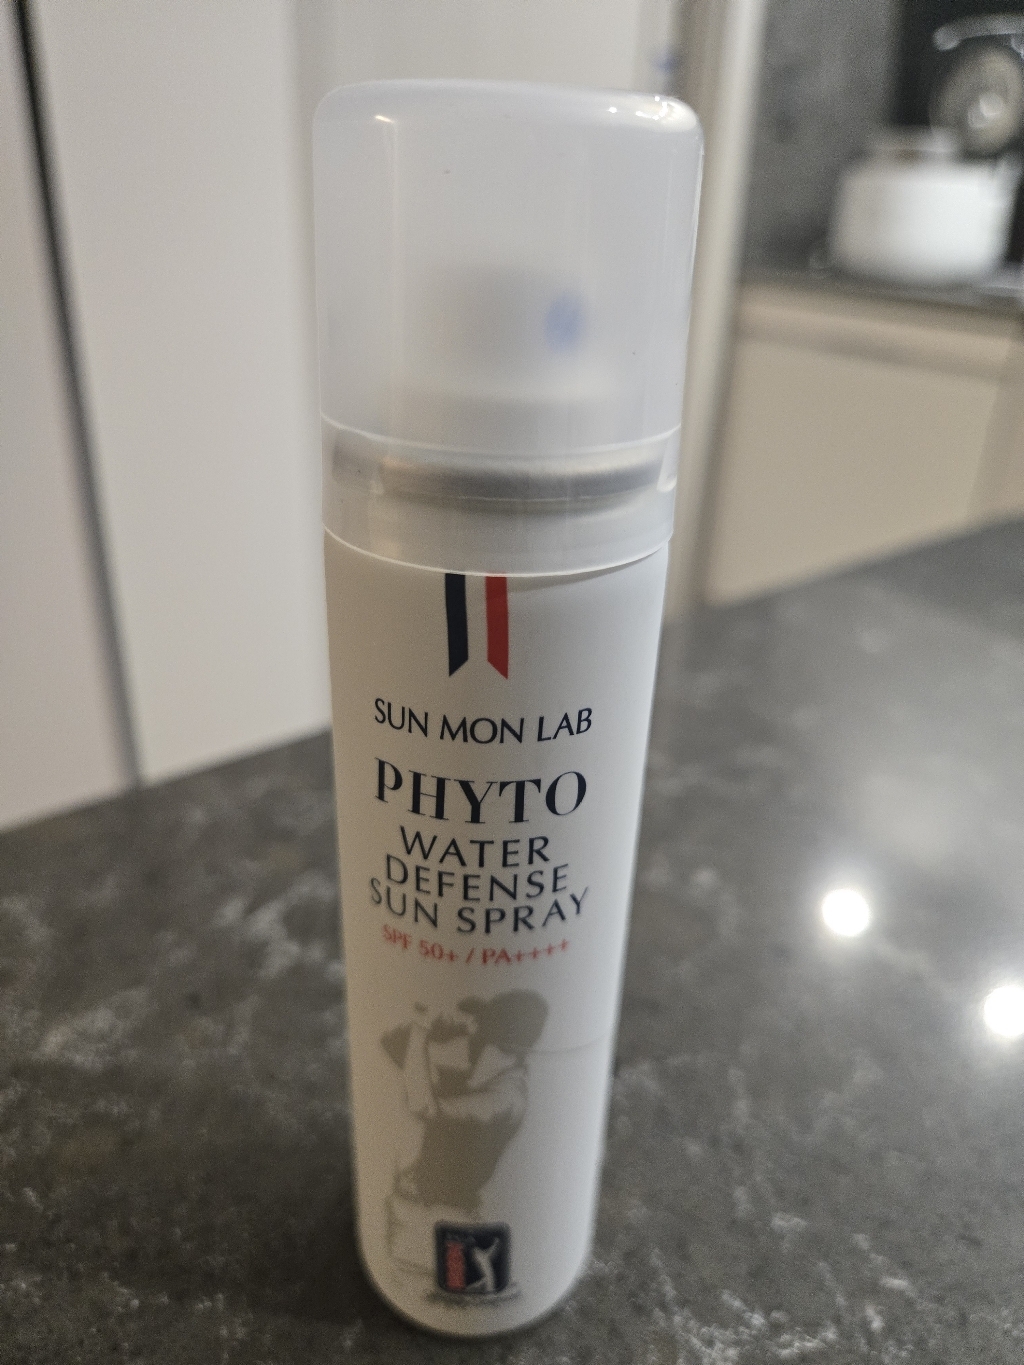 SUN MON LAB
PHYTO
WATER
DEFENSE
SUN SPRAY
SPF 50+ / PA++++